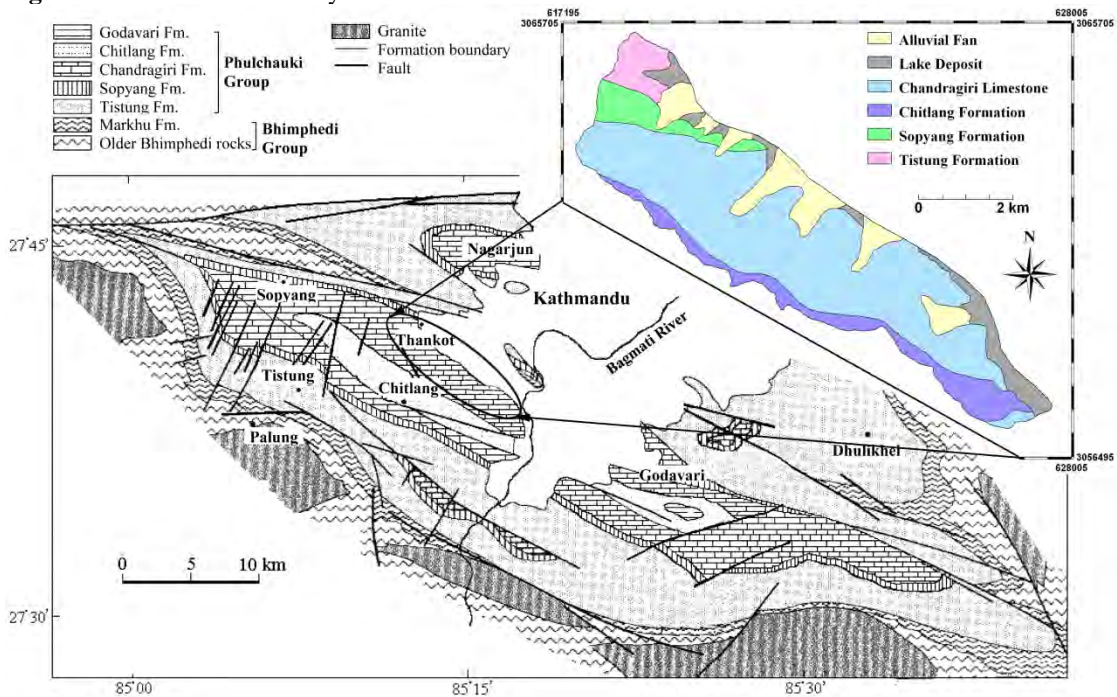 Godavari Fm.
Chitlang Fm.
Chandragiri Fm.
Sopyang Fm.
Tistung Fm.
Phulchauki
Group
Markhu Fm.
Older Bhimphedi rocks
Bhimphedi
Group
Granite
Formation boundary
Fault
617195
3065705
628005
3065705
Alluvial Fan
Lake Deposit
Chandragiri Limestone
Chitlang Formation
Sopyang Formation
Tistung Formation
0 2 km
N
27°45'
Nagarjun
Kathmandu
Sopyang
Thankot
Bagmati River
Tistung
Chitlang
Palung
Dhulikhel
3056495
628005
Godavari
0 5 10 km
27°30'
85°00'
85°15'
85°30'